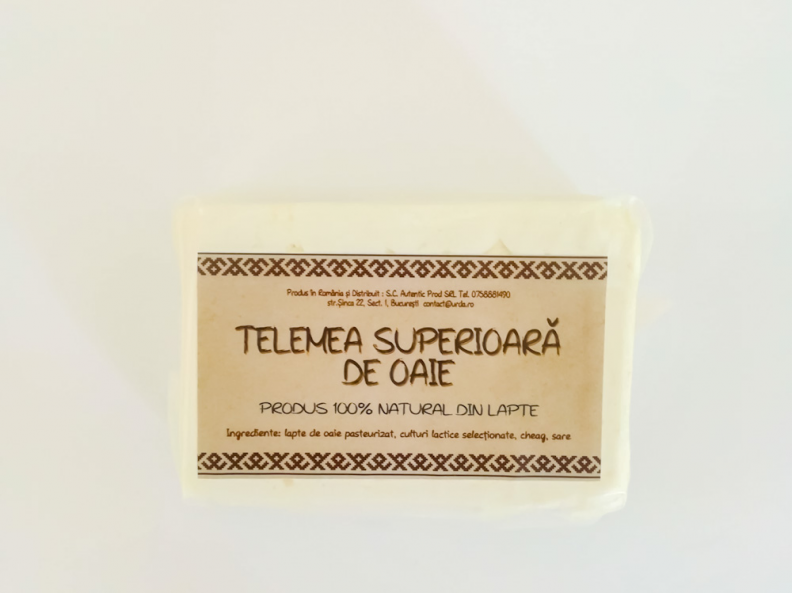 Produs în România și Distribuit : S.C. Autentic Prod SRL Tel. 0758881490
str.Șinca 22, Sect. 1, București contact@urda.ro
TELEMEA SUPERIOARĂ
DE OAIE
PRODUS 100% NATURAL DIN LAPTE
Ingrediente: lapte de oaie pasteurizat, culturi lactice selecționate, cheag, sare